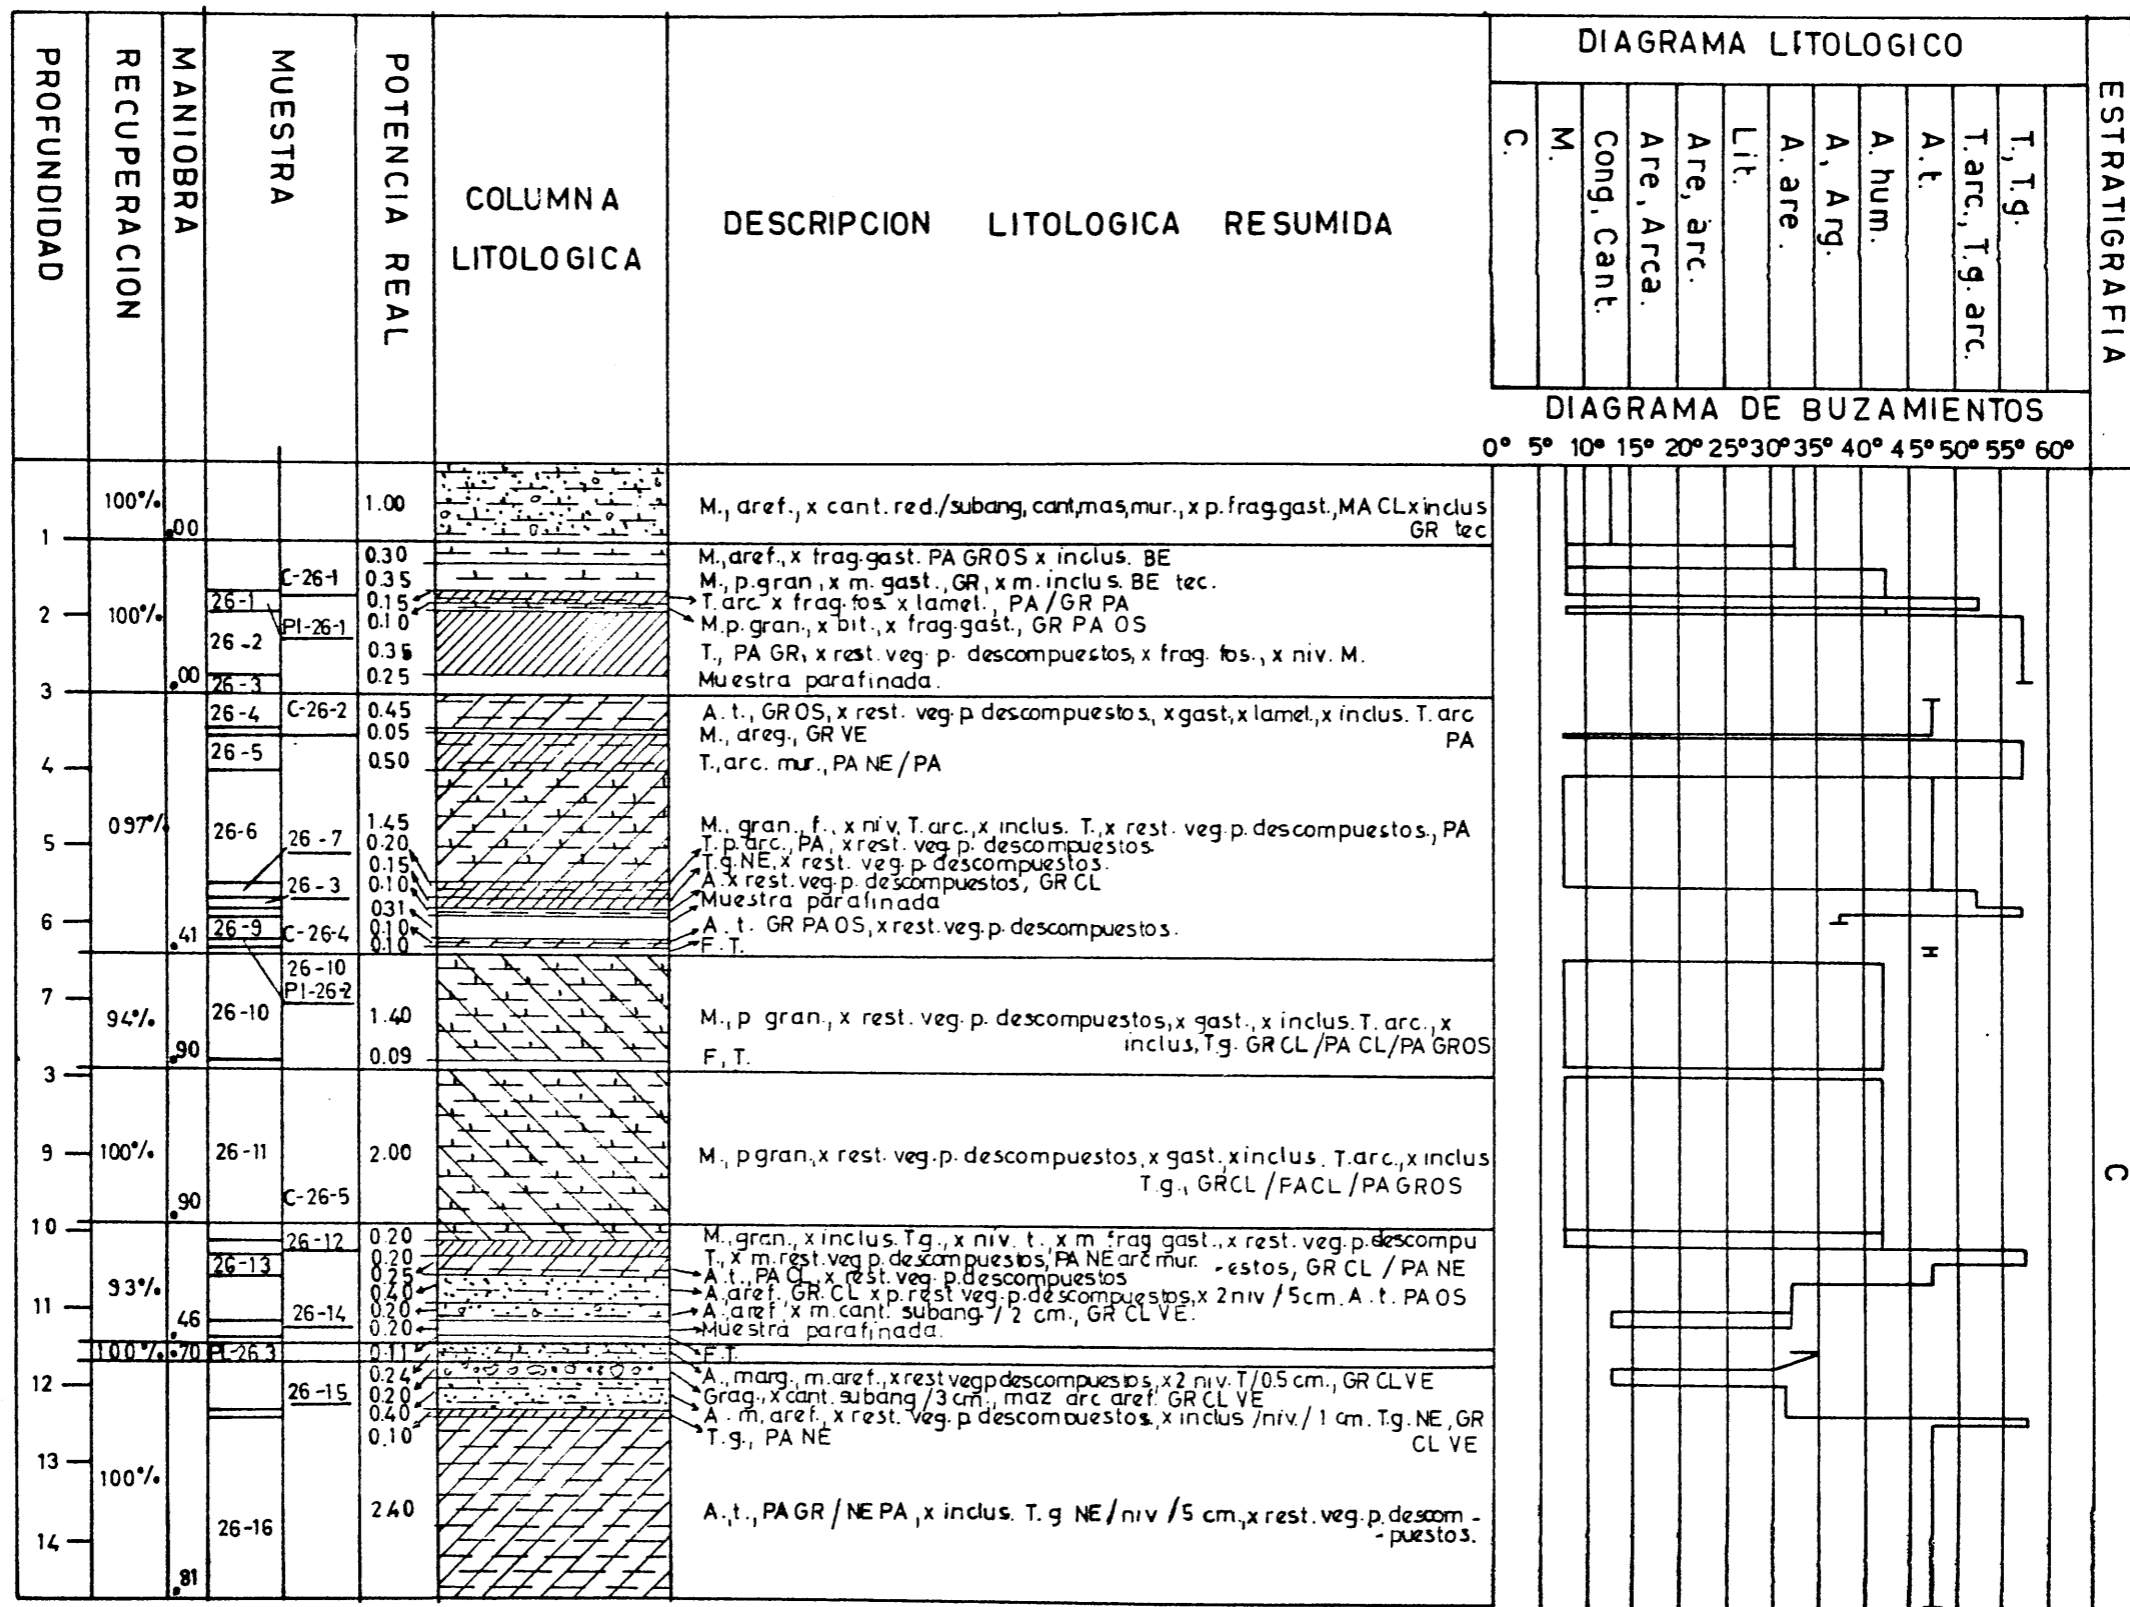 PROFUNDIDAD
RECUPERACION
MANIOBRA
MUESTRA
POTENCIA REAL
COLUMNA
LITOLOGICA
DESCRIPCION LITOLOGICA RESUMIDA
DIAGRAMA LITOLOGICO
C.
M.
Cong, Cant.
Are, Arca.
Are, arc.
Lit.
A. are.
A, Arg.
A. hum.
A. t.
T. arc., T.g. arc.
T., T.g.
ESTRATIGRAFIA
DIAGRAMA DE BUZAMIENTOS
0° 5° 10° 15° 20° 25° 30° 35° 40° 45° 50° 55° 60°
100%
.00
1.00
M., aref., x cant. red./subang, cant,mas,mur., x p. frag.gast., MA CL x inclus
GR tec
1
0.30
M., aref., x frag. gast. PA GROS x inclus. BE
C-26-1
0.35
M., p. gran, x m. gast., GR, x m. inclus. BE tec.
26-1
0.15
T. arc x frag. fos. x lamel., PA / GR PA
2
100%
PI-26-1
0.10
M. p. gran., x bit., x frag. gast., GR PA OS
26-2
0.35
T., PA GR, x rest. veg. p. descompuestos, x frag. fos., x niv. M.
.00
26-3
0.25
Muestra parafinada.
3
26-4
C-26-2
0.45
A. t., GROS, x rest. veg. p descompuestos, x gast, x lamel., x inclus. T. arc
PA
0.05
M., areg., GR VE
26-5
4
0.50
T., arc. mur., PA NE / PA
097%
26-6
1.45
M., gran., f., x niv, T. arc., x inclus. T., x rest. veg. p. descompuestos., PA
5
26-7
0.20
T. p. arc., PA, x rest. veg p. descompuestos
0.15
T. g. NE, x rest. veg. p. descompuestos.
26-3
0.10
A. x rest. veg. p. descompuestos, GR CL
0.31
Muestra parafinada
6
26-9
C-26-4
0.10
A. t. GR PA OS, x rest. veg. p. descompuestos.
.41
0.10
F. T.
26-10
PI-26-2
7
94%
26-10
1.40
M., p gran., x rest. veg. p. descompuestos, x gast., x inclus. T. arc., x
inclus, T.g. GR CL / PA CL / PA GROS
.90
0.09
F, T.
3
9
100%
26-11
2.00
M., p gran., x rest. veg. p. descompuestos, x gast., x inclus. T. arc., x inclus
T. g., GRCL / FACL / PA GROS
.90
C-26-5
C
10
26-12
0.20
M., gran., x inclus. Tg., x niv. t., x m frag gast., x rest. veg. p. descompu
-estos, GR CL / PA NE
26-13
0.20
T., x m. rest. veg p. descompuestos, PA NE arc mur.
0.25
A. t., PA CL, x rest. veg. p. descompuestos
93%
0.40
A. aref. GR CL x p. rest veg. p. descompuestos, x 2 niv / 5 cm. A. t. PA OS
11
26-14
0.20
A, aref, x m. cant. subang / 2 cm., GR CL VE.
.46
0.20
Muestra parafinada.
100%
.70
PI-26.3
0.11
F. T.
12
0.24
A., marg., m. aref., x rest veg p descompuestos, x 2 niv. T / 0.5 cm., GR CL VE
26-15
0.20
Grag., x cant. subang / 3 cm., maz arc aref. GR CL VE
0.40
A. m. aref., x rest. veg. p. descompuestos, x inclus / niv. / 1 cm. T.g. NE, GR
CL VE
0.10
T. g., PA NE
13
100%
2.40
A., t., PA GR / NE PA, x inclus. T. g NE / niv / 5 cm., x rest. veg. p. descom-
-puestos.
26-16
14
.81